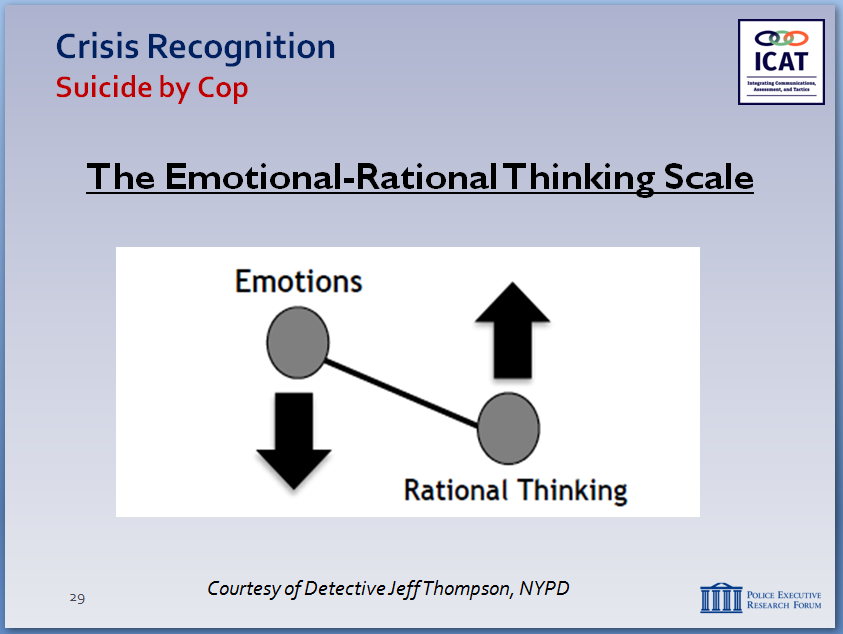 Crisis Recognition
Suicide by Cop
ICAT
Integrating Communications,
Assessment, and Tactics
The Emotional-Rational Thinking Scale
Emotions
Rational Thinking
29
Courtesy of Detective Jeff Thompson, NYPD
Police Executive
Research Forum